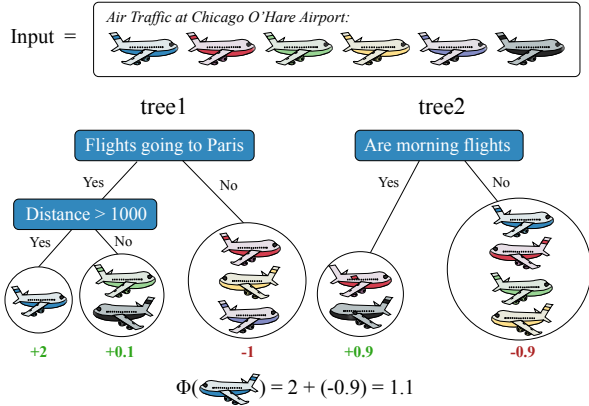 Air Traffic at Chicago O'Hare Airport:
Input =
tree1
tree2
Flights going to Paris
Are morning flights
Yes
No
Yes
No
Distance > 1000
Yes
No
+2
+0.1
-1
+0.9
-0.9
Φ( ) = 2 + (-0.9) = 1.1